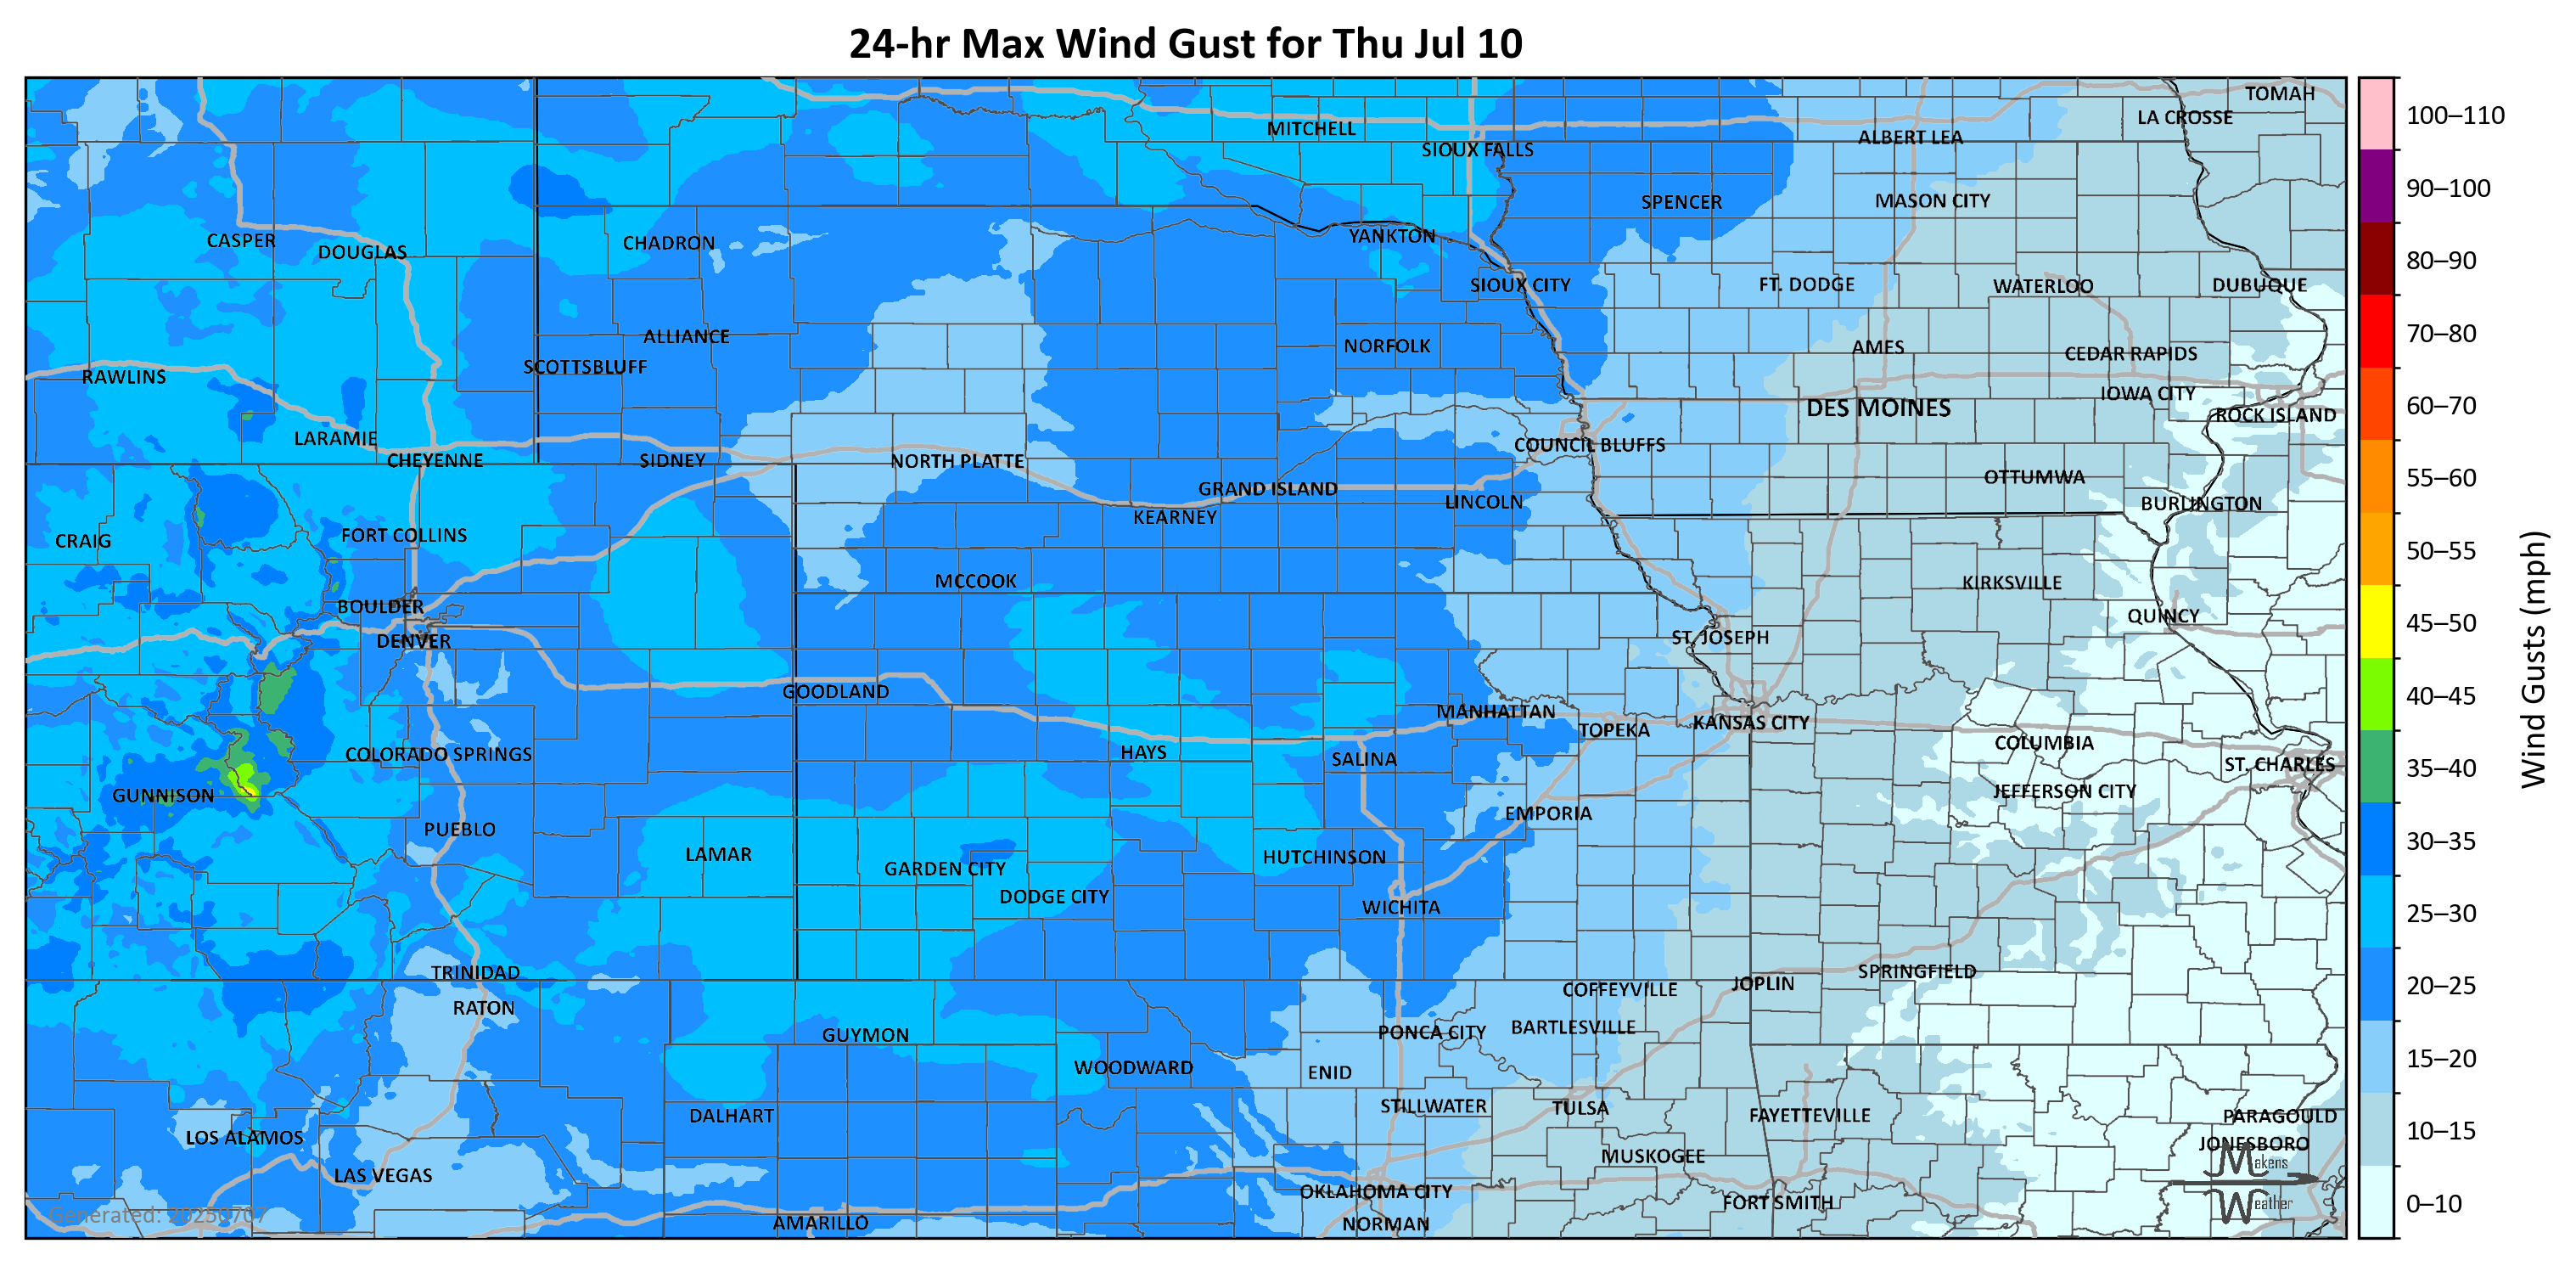 24-hr Max Wind Gust for Thu Jul 10
TOMAH
LA CROSSE
MITCHELL
ALBERT LEA
SIOUX FALLS
SPENCER
MASON CITY
CASPER
CHADRON
YANKTON
DOUGLAS
SIOUX CITY
FT. DODGE
WATERLOO
DUBUQUE
ALLIANCE
NORFOLK
AMES
CEDAR RAPIDS
SCOTTSBLUFF
RAWLINS
IOWA CITY
DES MOINES
ROCK ISLAND
LARAMIE
COUNCIL BLUFFS
CHEYENNE
SIDNEY
NORTH PLATTE
OTTUMWA
GRAND ISLAND
LINCOLN
BURLINGTON
KEARNEY
FORT COLLINS
CRAIG
MCCOOK
KIRKSVILLE
BOULDER
QUINCY
DENVER
ST. JOSEPH
GOODLAND
MANHATTAN
KANSAS CITY
TOPEKA
COLUMBIA
COLORADO SPRINGS
HAYS
SALINA
ST. CHARLES
GUNNISON
JEFFERSON CITY
EMPORIA
PUEBLO
LAMAR
HUTCHINSON
GARDEN CITY
DODGE CITY
WICHITA
TRINIDAD
SPRINGFIELD
JOPLIN
COFFEYVILLE
RATON
BARTLESVILLE
PONCA CITY
GUYMON
WOODWARD
ENID
STILLWATER
TULSA
DALHART
FAYETTEVILLE
PARAGOULD
LOS ALAMOS
JONESBORO
MUSKOGEE
LAS VEGAS
OKLAHOMA CITY
FORT SMITH
AMARILLO
NORMAN
Generated: 20250707
Makens
Weather
100–110
90–100
80–90
70–80
60–70
55–60
50–55
45–50
40–45
35–40
30–35
25–30
20–25
15–20
10–15
0–10
Wind Gusts (mph)